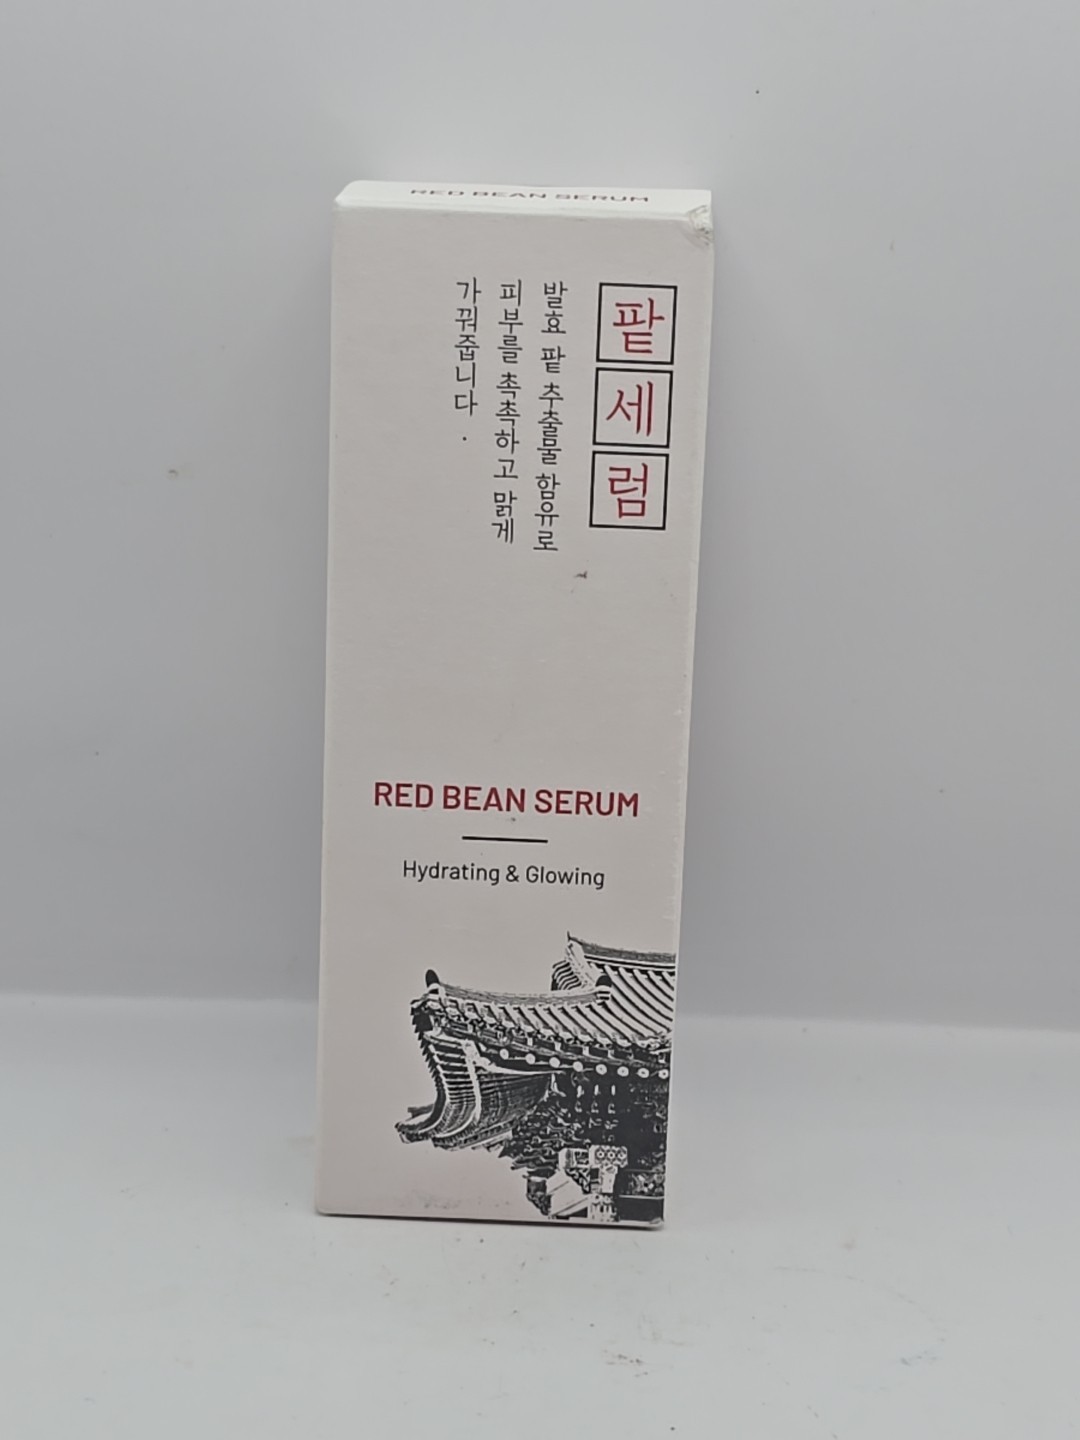 RED BEAN SERUM
팥세럼
발효 팥 추출물 함유로
피부를 촉촉하고 맑게
가꿔줍니다.
RED BEAN SERUM
Hydrating & Glowing